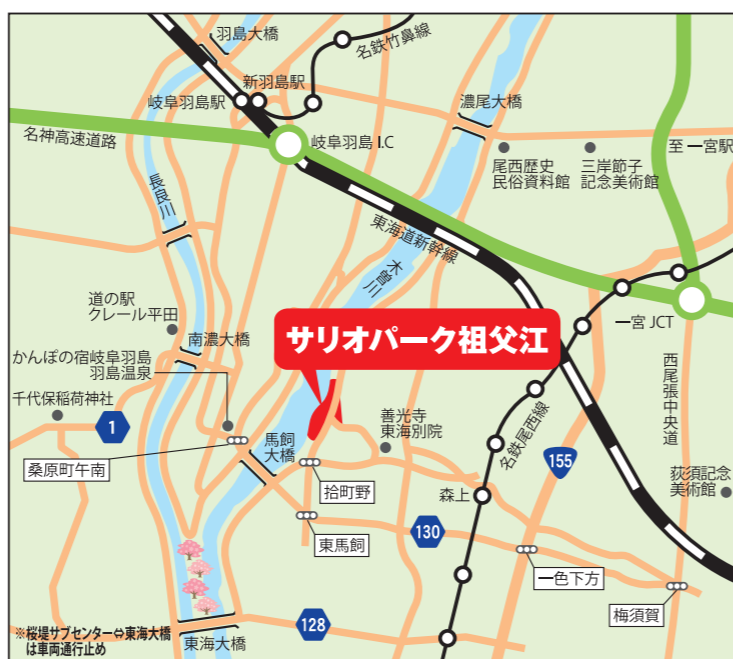 羽島大橋
名鉄竹鼻線
新羽島駅
岐阜羽島駅
濃尾大橋
名神高速道路
岐阜羽島 I.C
尾西歴史
民俗資料館
三岸節子
記念美術館
至 一宮駅
長良川
東海道新幹線
木曽川
道の駅
クレール平田
南濃大橋
サリオパーク祖父江
一宮 JCT
かんぽの宿岐阜羽島
羽島温泉
千代保稲荷神社
1
桑原町午南
馬飼
大橋
善光寺
東海別院
名鉄尾西線
西尾張中央道
155
拾町野
森上
荻須記念
美術館
東馬飼
130
一色下方
梅須賀
128
※桜堤サブセンター⇔東海大橋
は車両通行止め
東海大橋